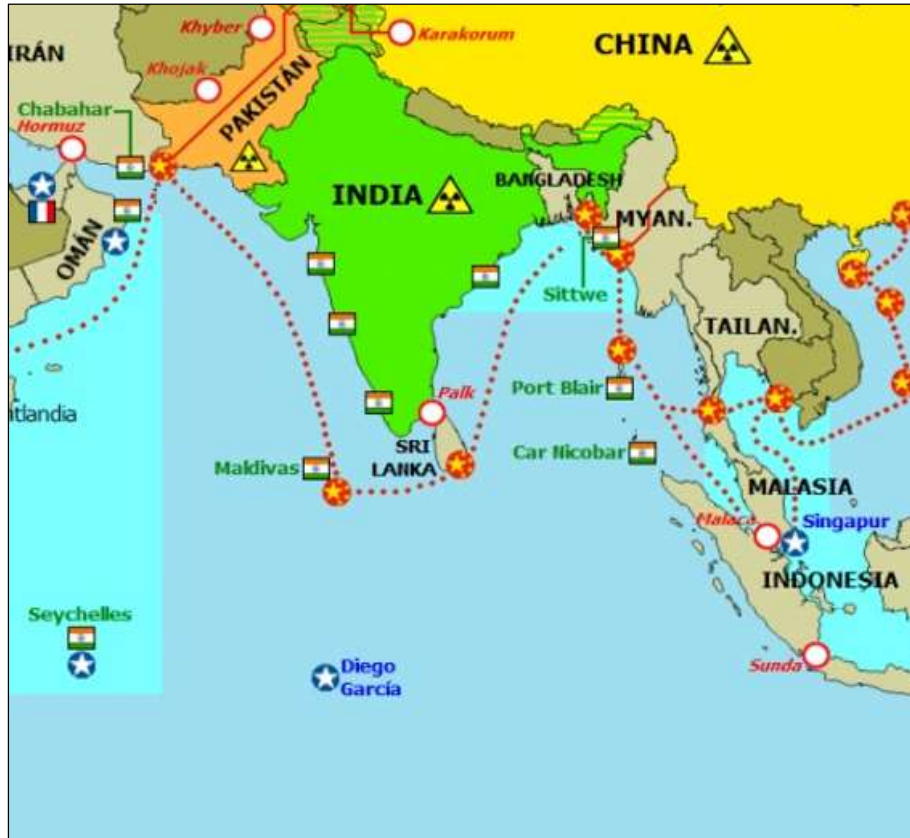 Khyber
Karakorum
CHINA
IRÁN
Khojak
PAKISTÁN
Chabahar
Hormuz
BANGLADESH
INDIA
MYAN.
OMÁN
Sittwe
TAILAN.
Port Blair
Palk
ntlandia
SRI
LANKA
Car Nicobar
Maldivas
MALASIA
Malaca
Singapur
INDONESIA
Seychelles
Sunda
Diego
García